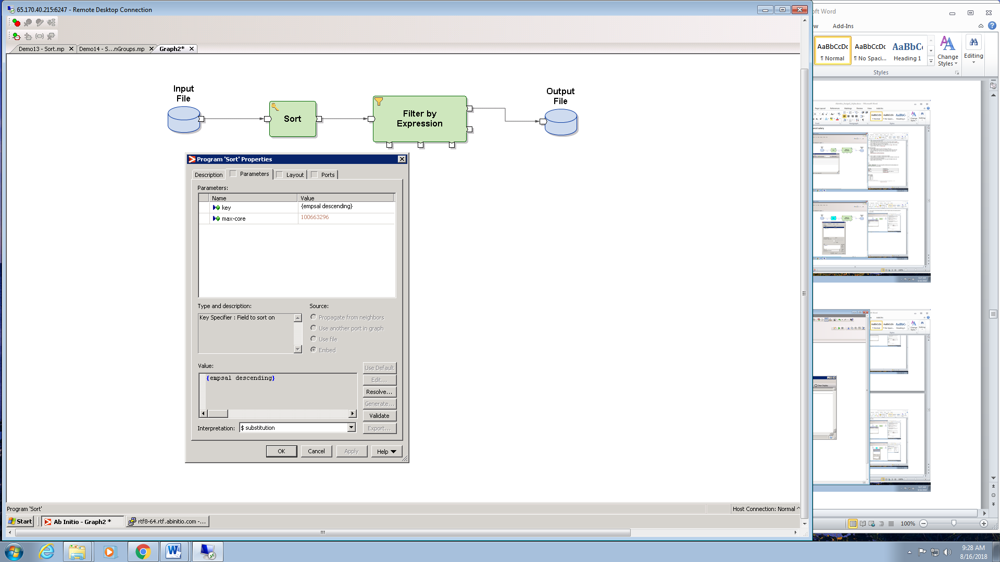 65.170.40.215:6247 - Remote Desktop Connection
Demo13 - Sort.mp
Demo14 - S...nGroups.mp
Graph2*
Input
File
Sort
Filter by
Expression
Output
File
Program 'Sort' Properties
Description
Parameters
Layout
Ports
Parameters:
Name Value
key {empsal descending}
max-core 100663296
Type and description:
Key Specifier : Field to sort on
Source:
Propagate from neighbors
Use another port in graph
Use file
Embed
Value:
{empsal descending}
Use Default
Edit...
Resolve...
Generate...
Validate
Export...
Interpretation: $ substitution
OK Cancel Apply Help
Program 'Sort'
Host Connection: Normal
Start
Ab Initio - Graph2 *
rtf8-64.rtf.abinitio.com -...
oft Word
ew Add-Ins
AaBbCcDc AaBbCcDc AaBbCc
¶ Normal ¶ No Spaci... Heading 1
Change
Styles
Editing
Styles
100%
9:28 AM
8/16/2018